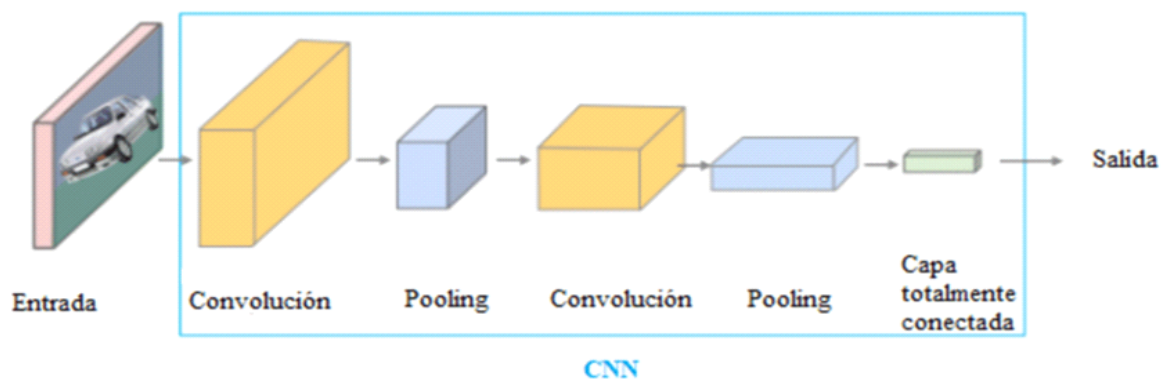 Entrada
Convolución
Pooling
Convolución
Pooling
Capa
totalmente
conectada
Salida
CNN